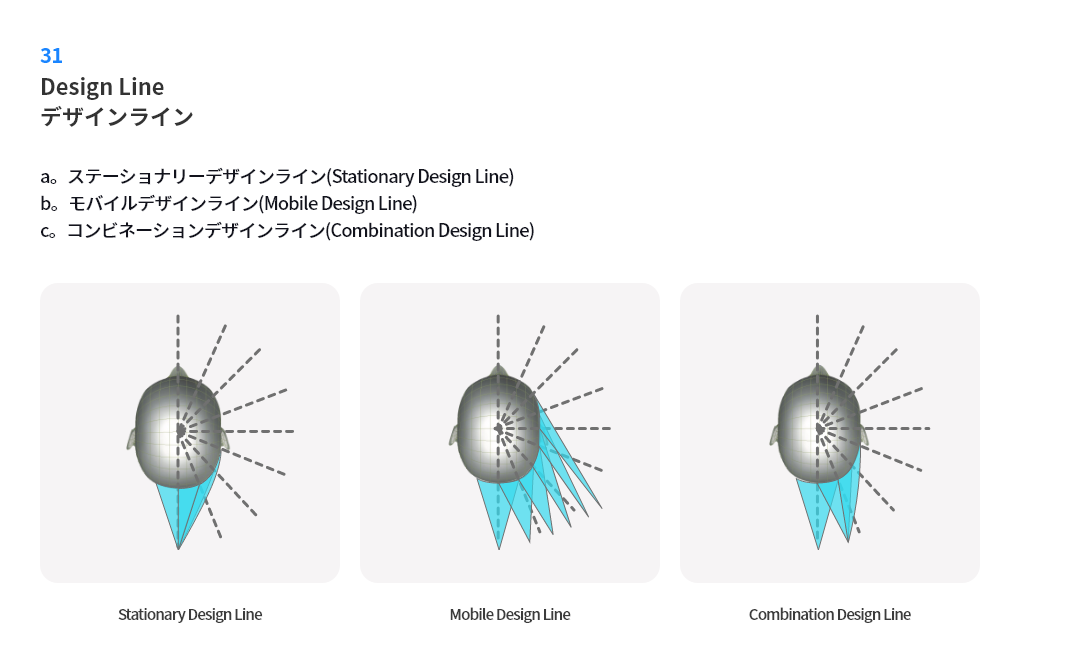 31
Design Line
デザインライン
a。ステーショナリーデザインライン(Stationary Design Line)
b。モバイルデザインライン(Mobile Design Line)
c。コンビネーションデザインライン(Combination Design Line)
Stationary Design Line
Mobile Design Line
Combination Design Line